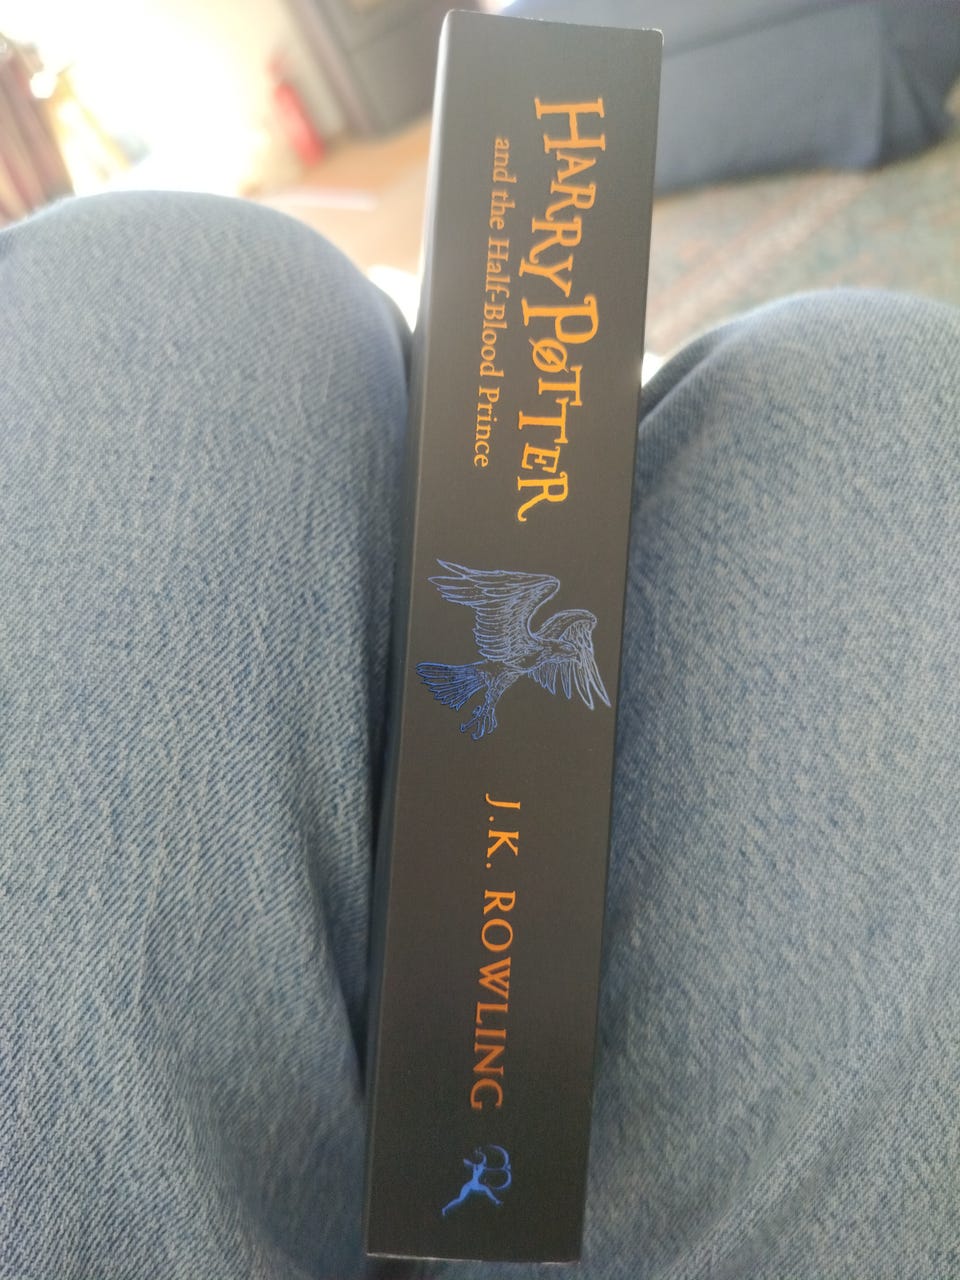 HARRY POTTER
and the Half-Blood Prince
J.K. ROWLING